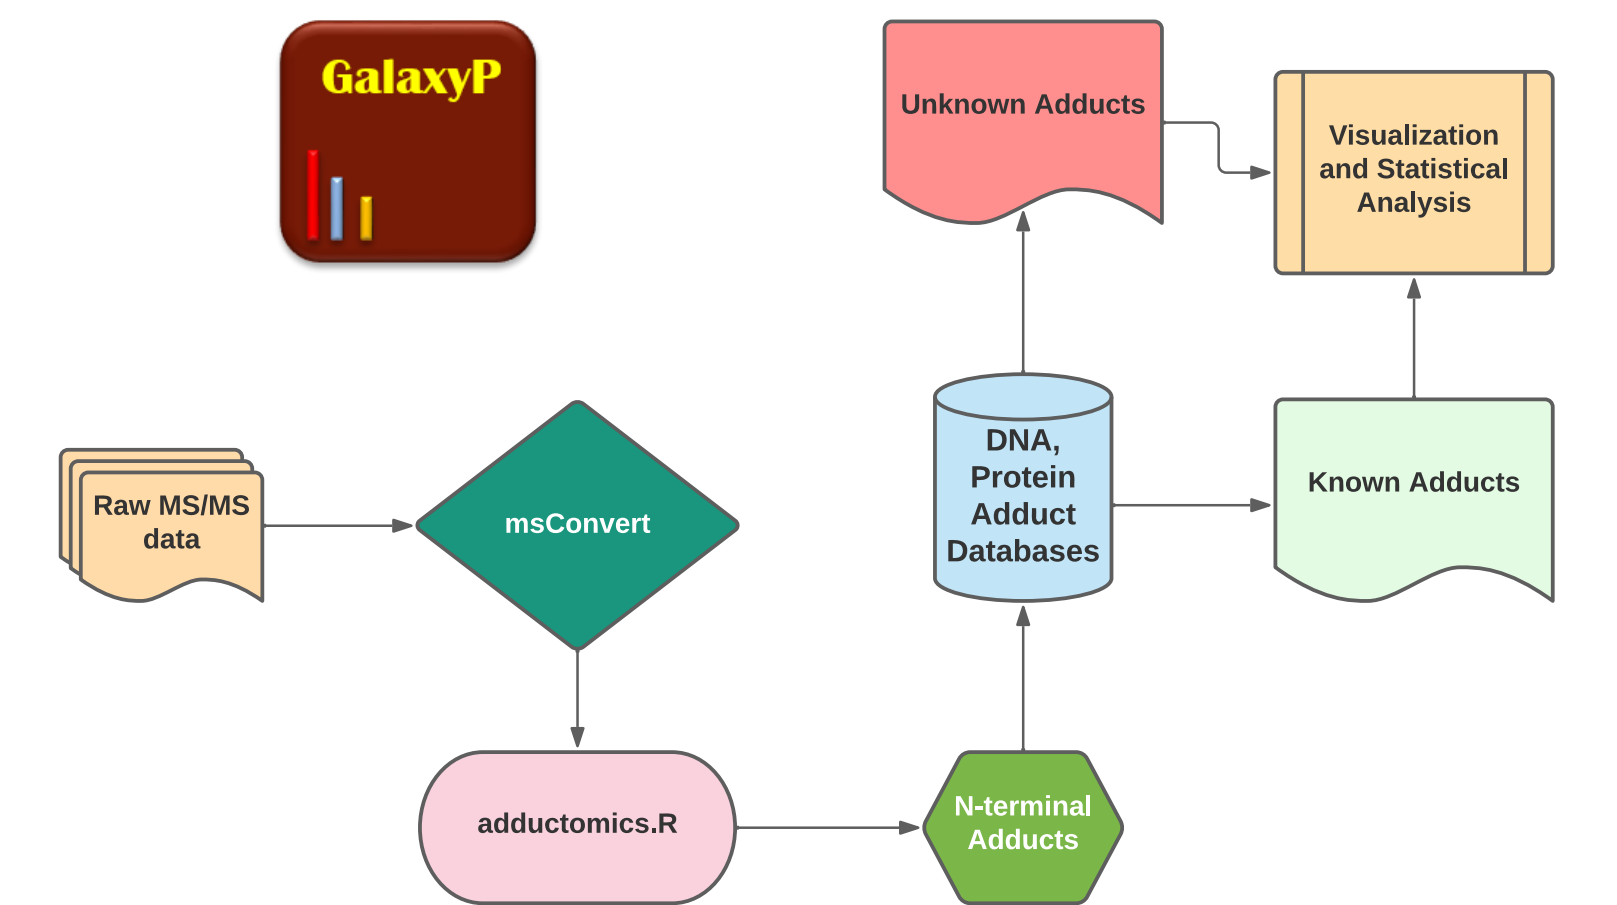 GalaxyP
Unknown Adducts
Visualization
and Statistical
Analysis
Raw MS/MS
data
msConvert
DNA,
Protein
Adduct
Databases
Known Adducts
adductomics.R
N-terminal
Adducts